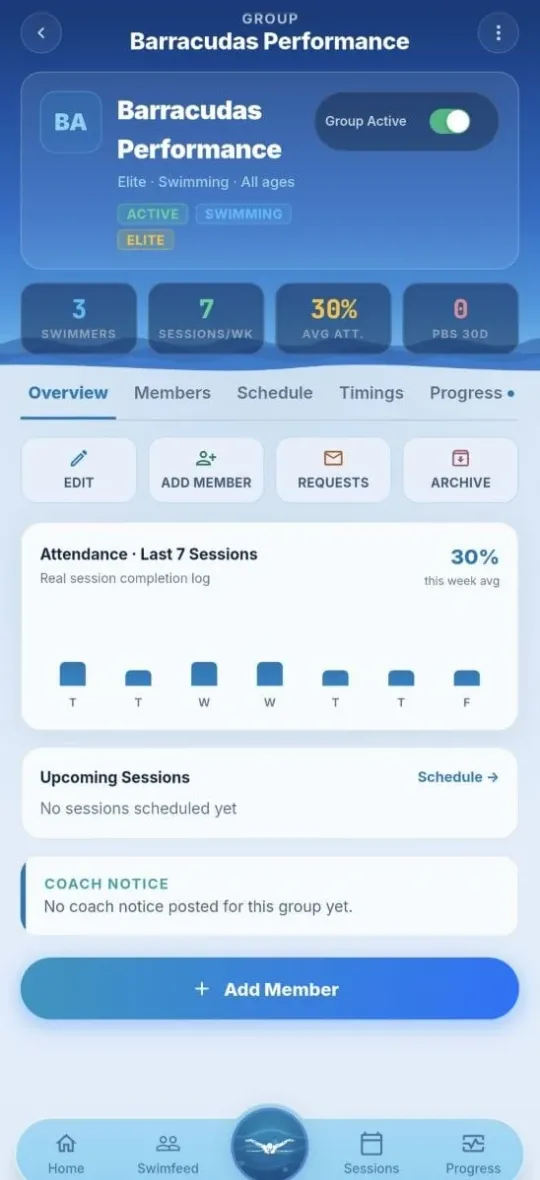 GROUP
Barracudas Performance
BA
Barracudas
Performance
Group Active
Elite · Swimming · All ages
ACTIVE SWIMMING
ELITE
3 7 30% 0
SWIMMERS SESSIONS/WK AVG ATT. PBS 30D
Overview Members Schedule Timings Progress
EDIT ADD MEMBER REQUESTS ARCHIVE
Attendance · Last 7 Sessions 30%
Real session completion log this week avg
T T W W T T F
Upcoming Sessions Schedule →
No sessions scheduled yet
COACH NOTICE
No coach notice posted for this group yet.
+ Add Member
Home Swimfeed Sessions Progress